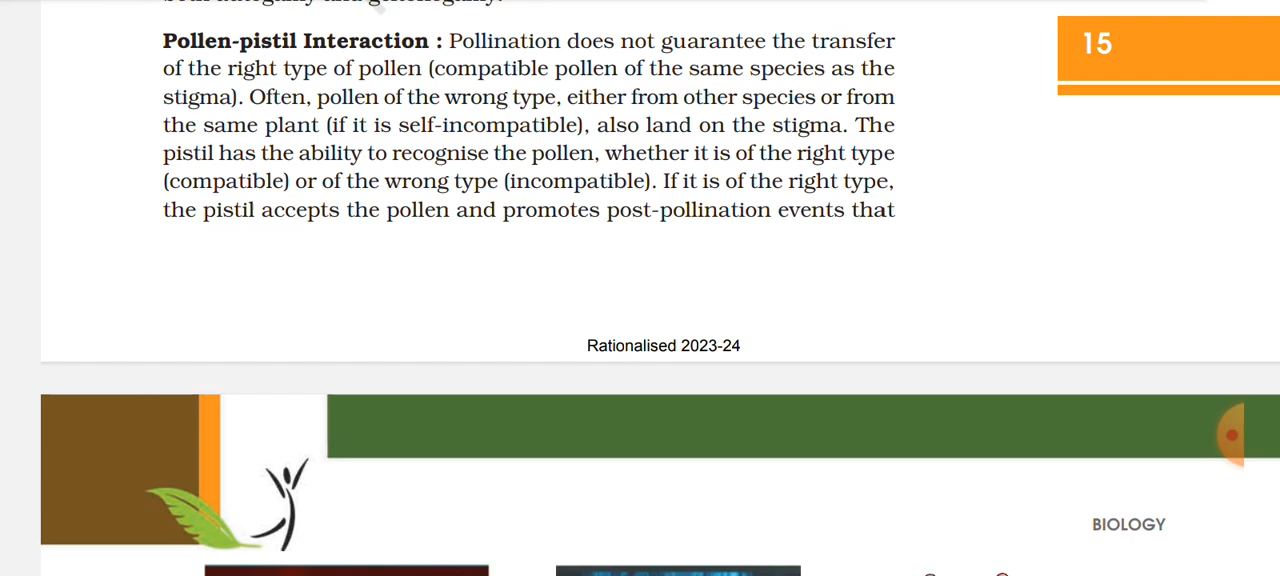 Pollen-pistil Interaction : Pollination does not guarantee the transfer
of the right type of pollen (compatible pollen of the same species as the
stigma). Often, pollen of the wrong type, either from other species or from
the same plant (if it is self-incompatible), also land on the stigma. The
pistil has the ability to recognise the pollen, whether it is of the right type
(compatible) or of the wrong type (incompatible). If it is of the right type,
the pistil accepts the pollen and promotes post-pollination events that
15
Rationalised 2023-24
BIOLOGY